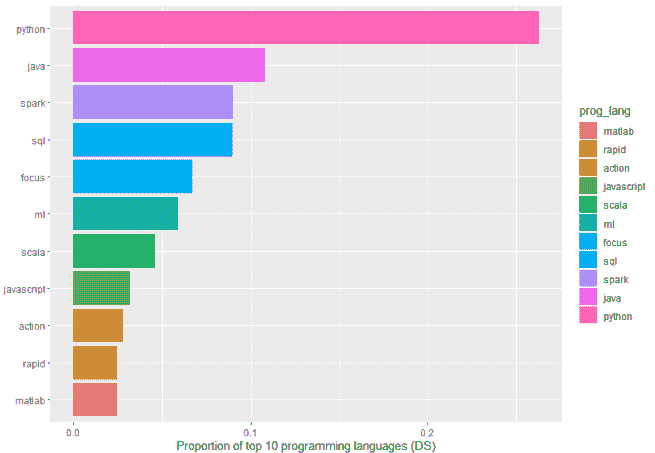 python
java
spark
sql
focus
ml
scala
javascript
action
rapid
matlab
0.0 0.1 0.2
Proportion of top 10 programming languages (DS)
prog_lang
matlab
rapid
action
javascript
scala
ml
focus
sql
spark
java
python